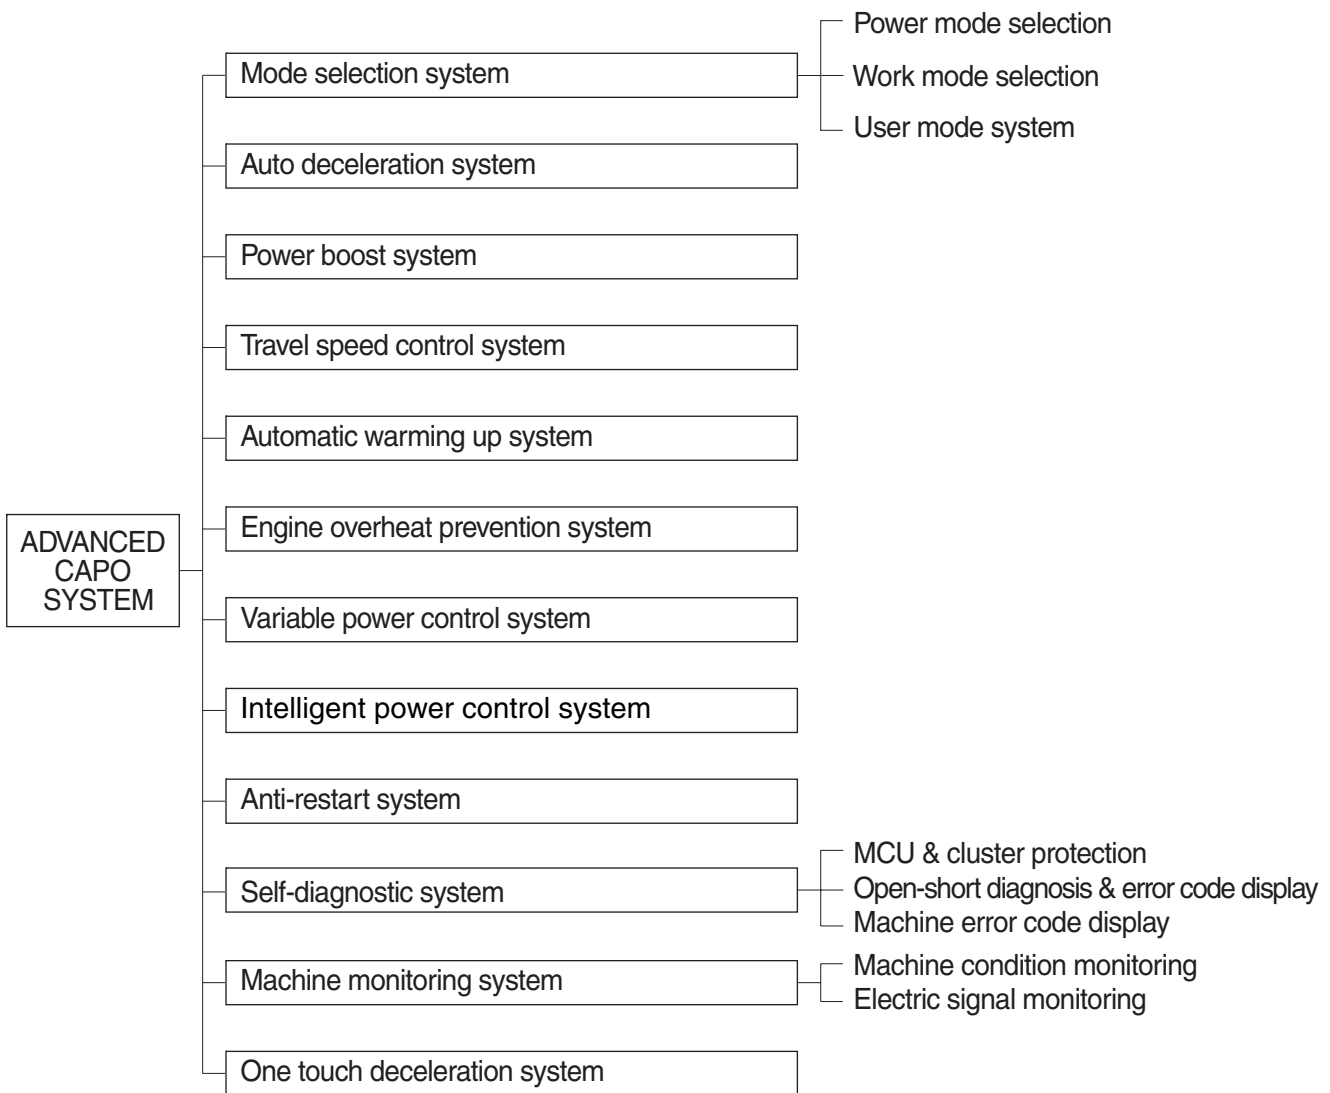 Power mode selection
Mode selection system
Work mode selection
User mode system
Auto deceleration system
Power boost system
Travel speed control system
Automatic warming up system
Engine overheat prevention system
ADVANCED
CAPO
SYSTEM
Variable power control system
Intelligent power control system
Anti-restart system
MCU & cluster protection
Self-diagnostic system
Open-short diagnosis & error code display
Machine error code display
Machine condition monitoring
Machine monitoring system
Electric signal monitoring
One touch deceleration system